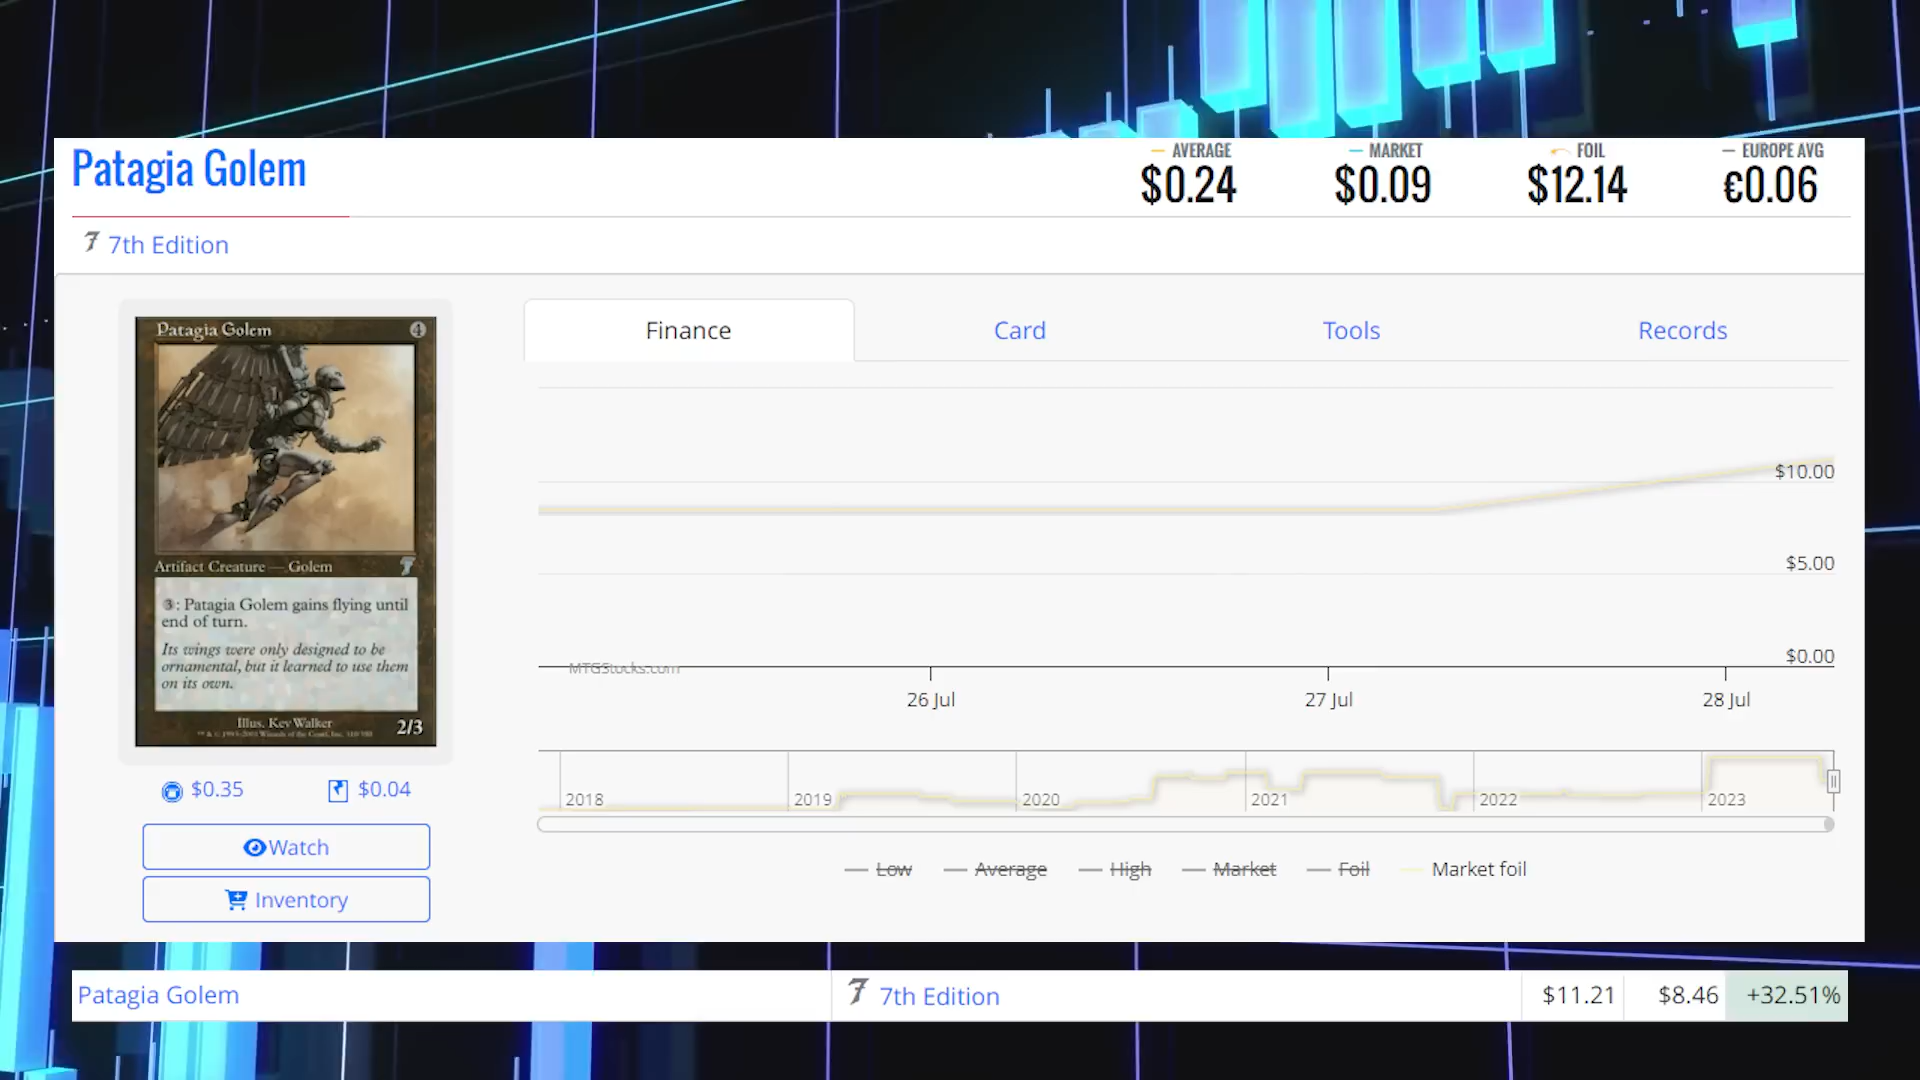 Patagia Golem
AVERAGE
$0.24
MARKET
$0.09
FOIL
$12.14
EUROPE AVG
€0.06
7 7th Edition
Patagia Golem 4
Artifact Creature — Golem 7
3: Patagia Golem gains flying until
end of turn.
Its wings were only designed to be
ornamental, but it learned to use them
on its own.
Illus. Kev Walker
2/3
$0.35 $0.04
Watch
Inventory
Finance Card Tools Records
$10.00
$5.00
$0.00
MTGStocks.com
26 Jul 27 Jul 28 Jul
2018 2019 2020 2021 2022 2023
Low Average High Market Foil Market foil
Patagia Golem 7 7th Edition $11.21 $8.46 +32.51%